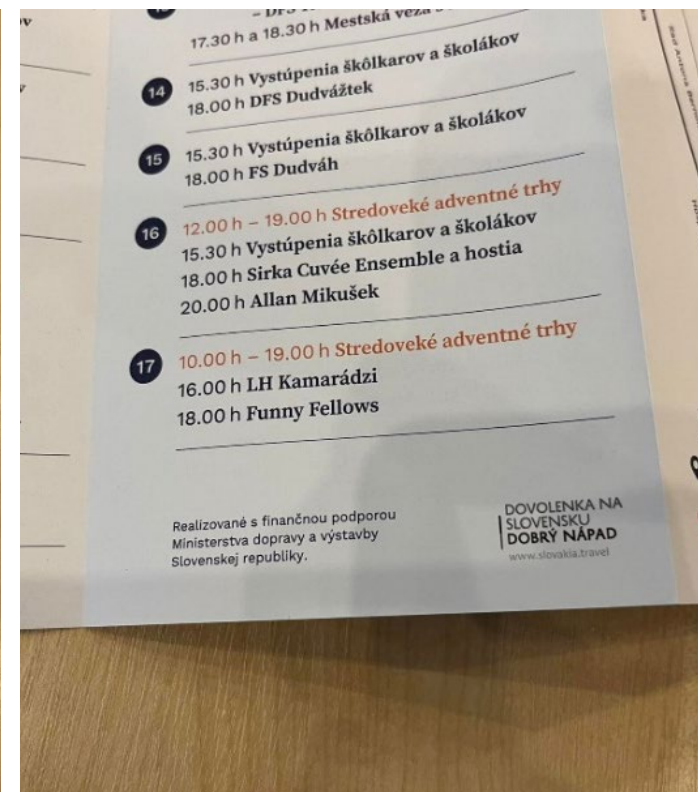 17.30 h a 18.30 h Mestská veža
14
15.30 h Vystúpenia škôlkarov a školákov
18.00 h DFS Dudvážtek
15
15.30 h Vystúpenia škôlkarov a školákov
18.00 h FS Dudváh
16
12.00 h – 19.00 h Stredoveké adventné trhy
15.30 h Vystúpenia škôlkarov a školákov
18.00 h Sirka Cuvée Ensemble a hostia
20.00 h Allan Mikušek
17
10.00 h – 19.00 h Stredoveké adventné trhy
16.00 h LH Kamarádzi
18.00 h Funny Fellows
Realizované s finančnou podporou
Ministerstva dopravy a výstavby
Slovenskej republiky.
DOVOLENKA NA
SLOVENSKU
DOBRÝ NÁPAD
www.slovakia.travel